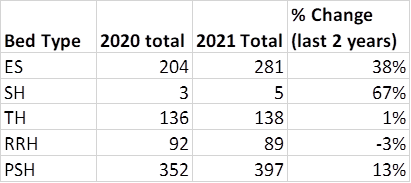 % Change
Bed Type 2020 total 2021 Total (last 2 years)
ES 204 281 38%
SH 3 5 67%
TH 136 138 1%
RRH 92 89 -3%
PSH 352 397 13%